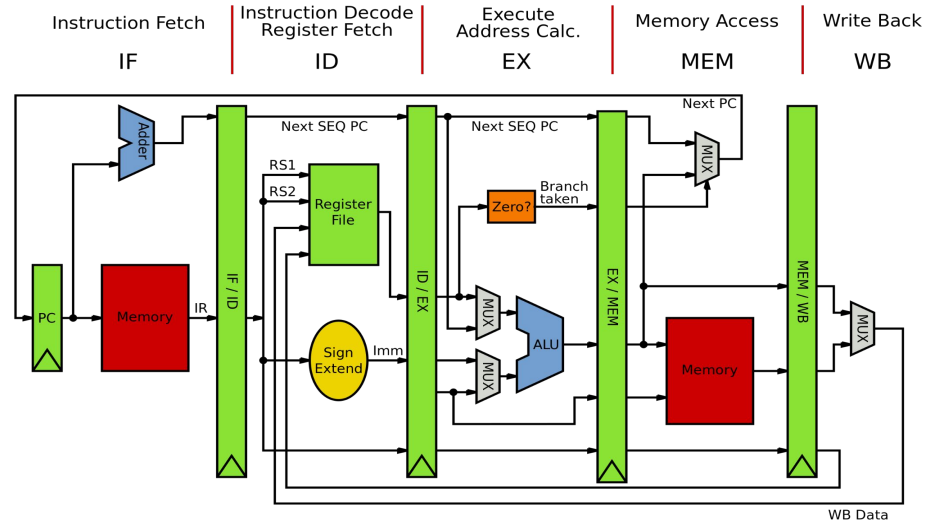 Instruction Fetch
Instruction Decode
Register Fetch
Execute
Address Calc.
Memory Access
Write Back
IF
ID
EX
MEM
WB
Next PC
Adder
Next SEQ PC
Next SEQ PC
MUX
RS1
RS2
Register
File
Zero?
Branch
taken
PC
Memory
IR
IF / ID
ID / EX
EX / MEM
MEM / WB
MUX
ALU
MUX
Sign
Extend
Imm
MUX
Memory
WB Data